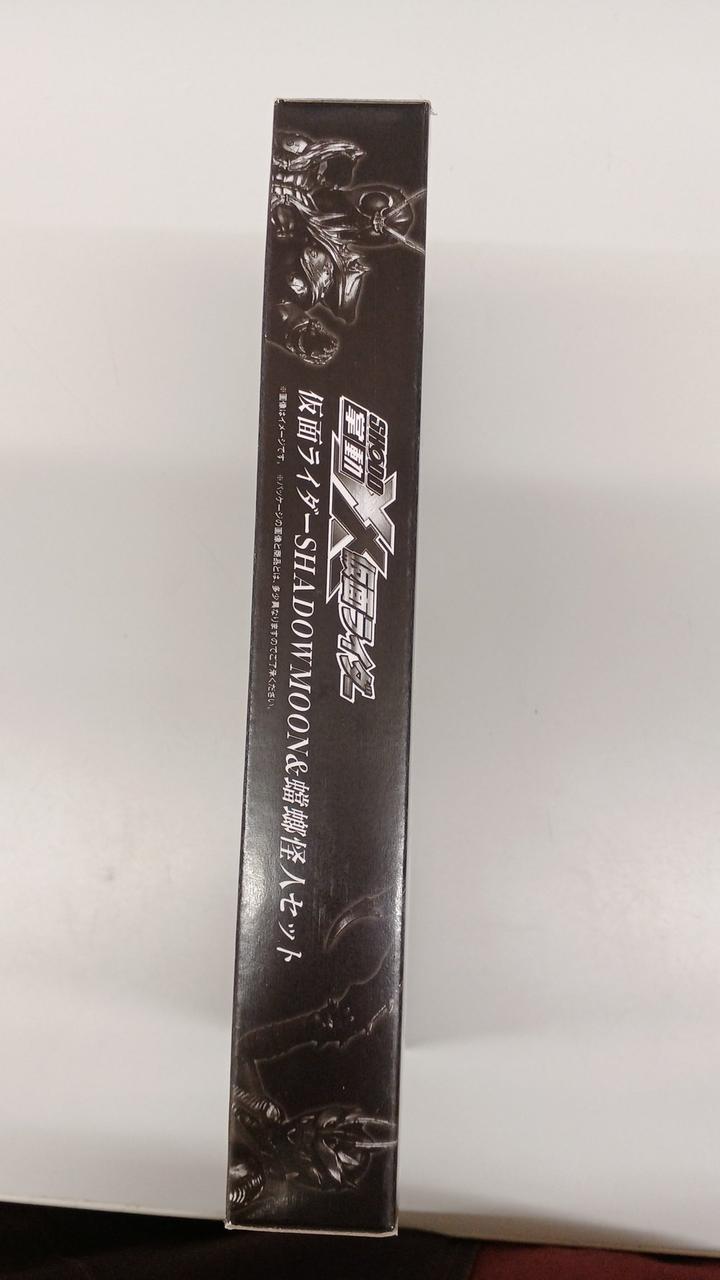 SHODO
掌動
X
仮面ライダー
仮面ライダーSHADOWMOON&蟷螂怪人セット
※画像はイメージです。 ※パッケージの画像と商品とは、多少異なりますのでご了承ください。